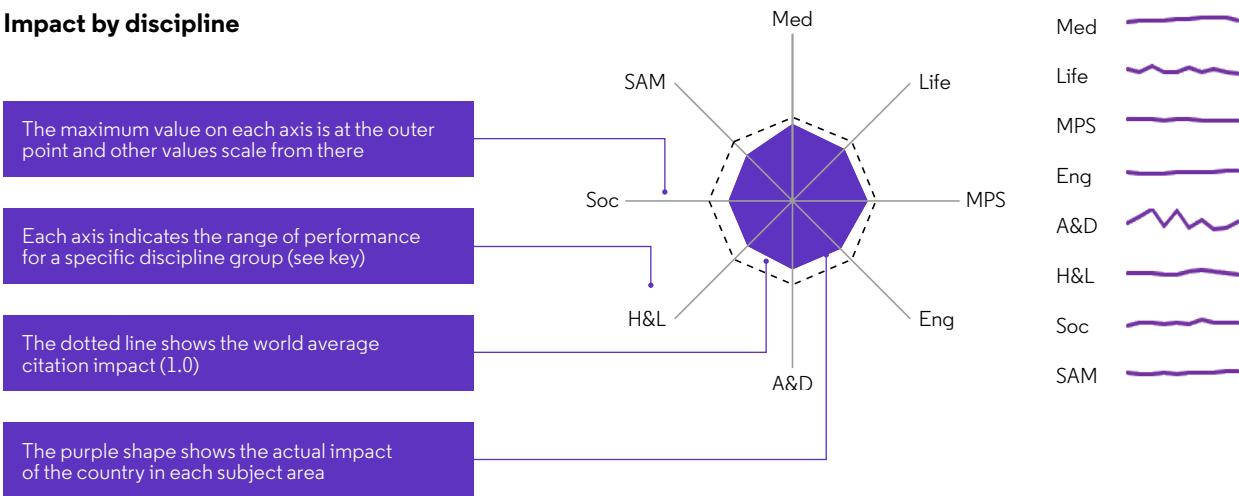 Impact by discipline
The maximum value on each axis is at the outer
point and other values scale from there
Each axis indicates the range of performance
for a specific discipline group (see key)
The dotted line shows the world average
citation impact (1.0)
The purple shape shows the actual impact
of the country in each subject area
Med
SAM
Life
Soc
MPS
H&L
Eng
A&D
Med
Life
MPS
Eng
A&D
H&L
Soc
SAM